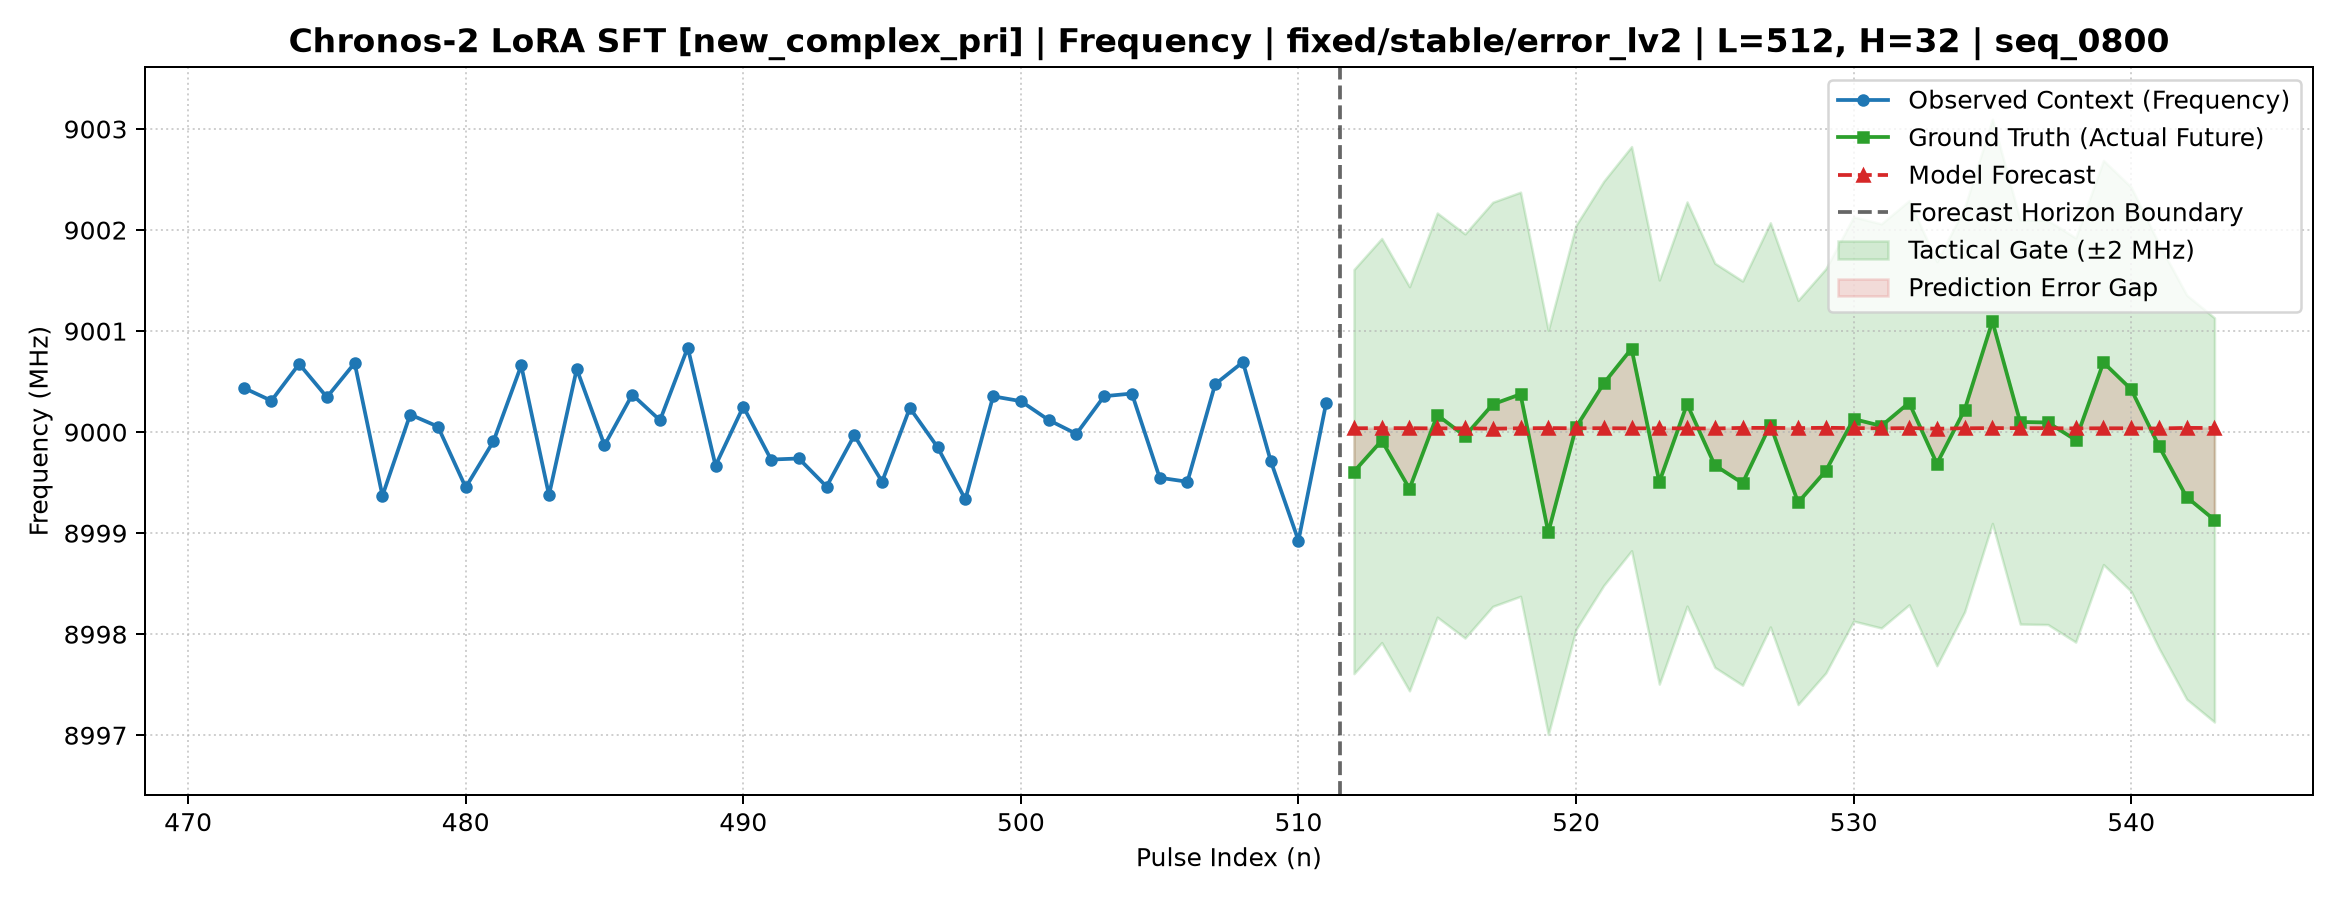 Chronos-2 LoRA SFT [new_complex_pri] | Frequency | fixed/stable/error_lv2 | L=512, H=32 | seq_0800
Observed Context (Frequency)
Ground Truth (Actual Future)
Model Forecast
Forecast Horizon Boundary
Tactical Gate (±2 MHz)
Prediction Error Gap
Frequency (MHz)
9003
9002
9001
9000
8999
8998
8997
470 480 490 500 510 520 530 540
Pulse Index (n)